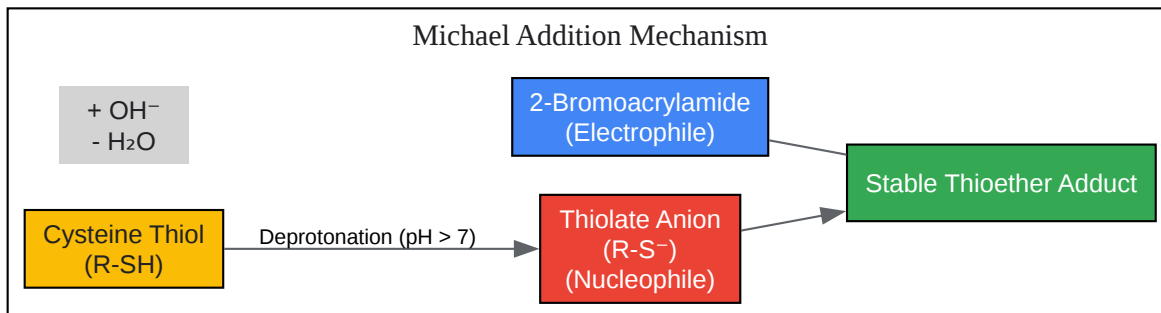 Michael Addition Mechanism
+ OH⁻
- H₂O
2-Bromoacrylamide
(Electrophile)
Stable Thioether Adduct
Cysteine Thiol
(R-SH)
Deprotonation (pH > 7)
Thiolate Anion
(R-S⁻)
(Nucleophile)